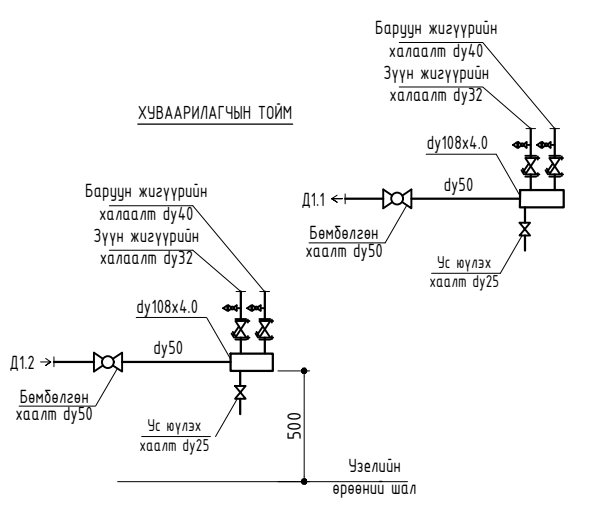 ХУВААРИЛАГЧЫН ТОЙМ
Баруун жигүүрийн
халаалт dy40
Зүүн жигүүрийн
халаалт dy32
dy108x4.0
dy50
Д1.1
Бөмбөлгөн
хаалт dy50
Ус юүлэх
хаалт dy25
Баруун жигүүрийн
халаалт dy40
Зүүн жигүүрийн
халаалт dy32
dy108x4.0
dy50
Д1.2
Бөмбөлгөн
хаалт dy50
Ус юүлэх
хаалт dy25
500
Узелийн
өрөөний шал